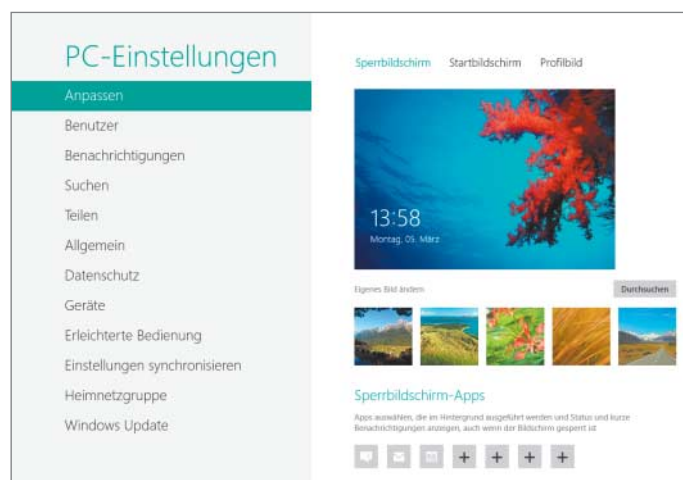 PC-Einstellungen
Anpassen
Benutzer
Benachrichtigungen
Suchen
Teilen
Allgemein
Datenschutz
Geräte
Erleichterte Bedienung
Einstellungen synchronisieren
Heimnetzgruppe
Windows Update
Sperrbildschirm Startbildschirm Profilbild
13:58
Montag, 05. März
Eigenes Bild ändern
Durchsuchen
Sperrbildschirm-Apps
Apps auswählen, die im Hintergrund ausgeführt werden und Status und kurze
Benachrichtigungen anzeigen, auch wenn der Bildschirm gesperrt ist